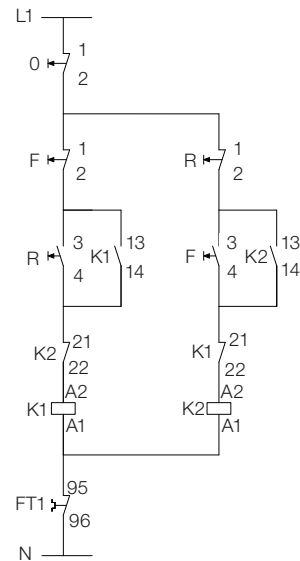 L1
0 1
2
F 1
2
R 1
2
R 3
4
K1 13
14
F 3
4
K2 13
14
K2 21
22
K1 21
22
K1 A2
A1
K2 A2
A1
FT1 95
96
N